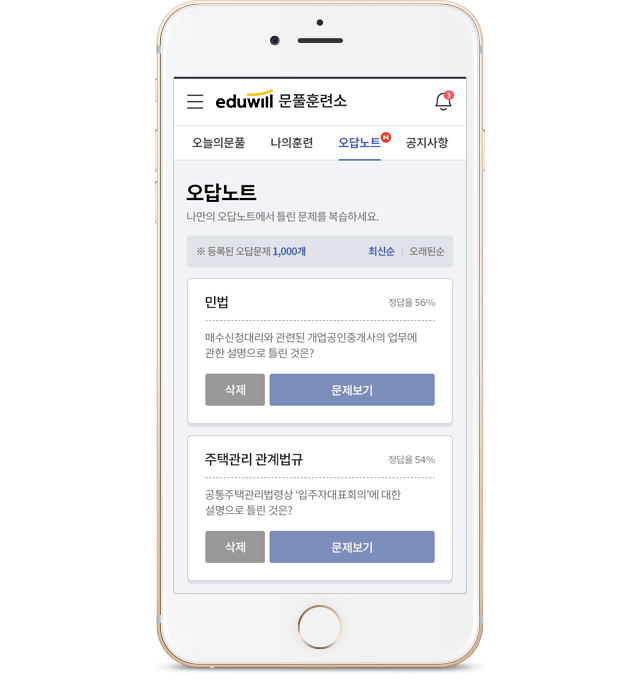 eduwill 문풀훈련소
3
오늘의문풀 나의훈련 오답노트 N 공지사항
오답노트
나만의 오답노트에서 틀린 문제를 복습하세요.
※ 등록된 오답문제 1,000개 최신순 | 오래된순
민법 정답율 56%
매수신청대리와 관련된 개업공인중개사의 업무에
관한 설명으로 틀린 것은?
삭제 문제보기
주택관리 관계법규 정답율 54%
공통주택관리법령상 ‘입주자대표회의’에 대한
설명으로 틀린 것은?
삭제 문제보기